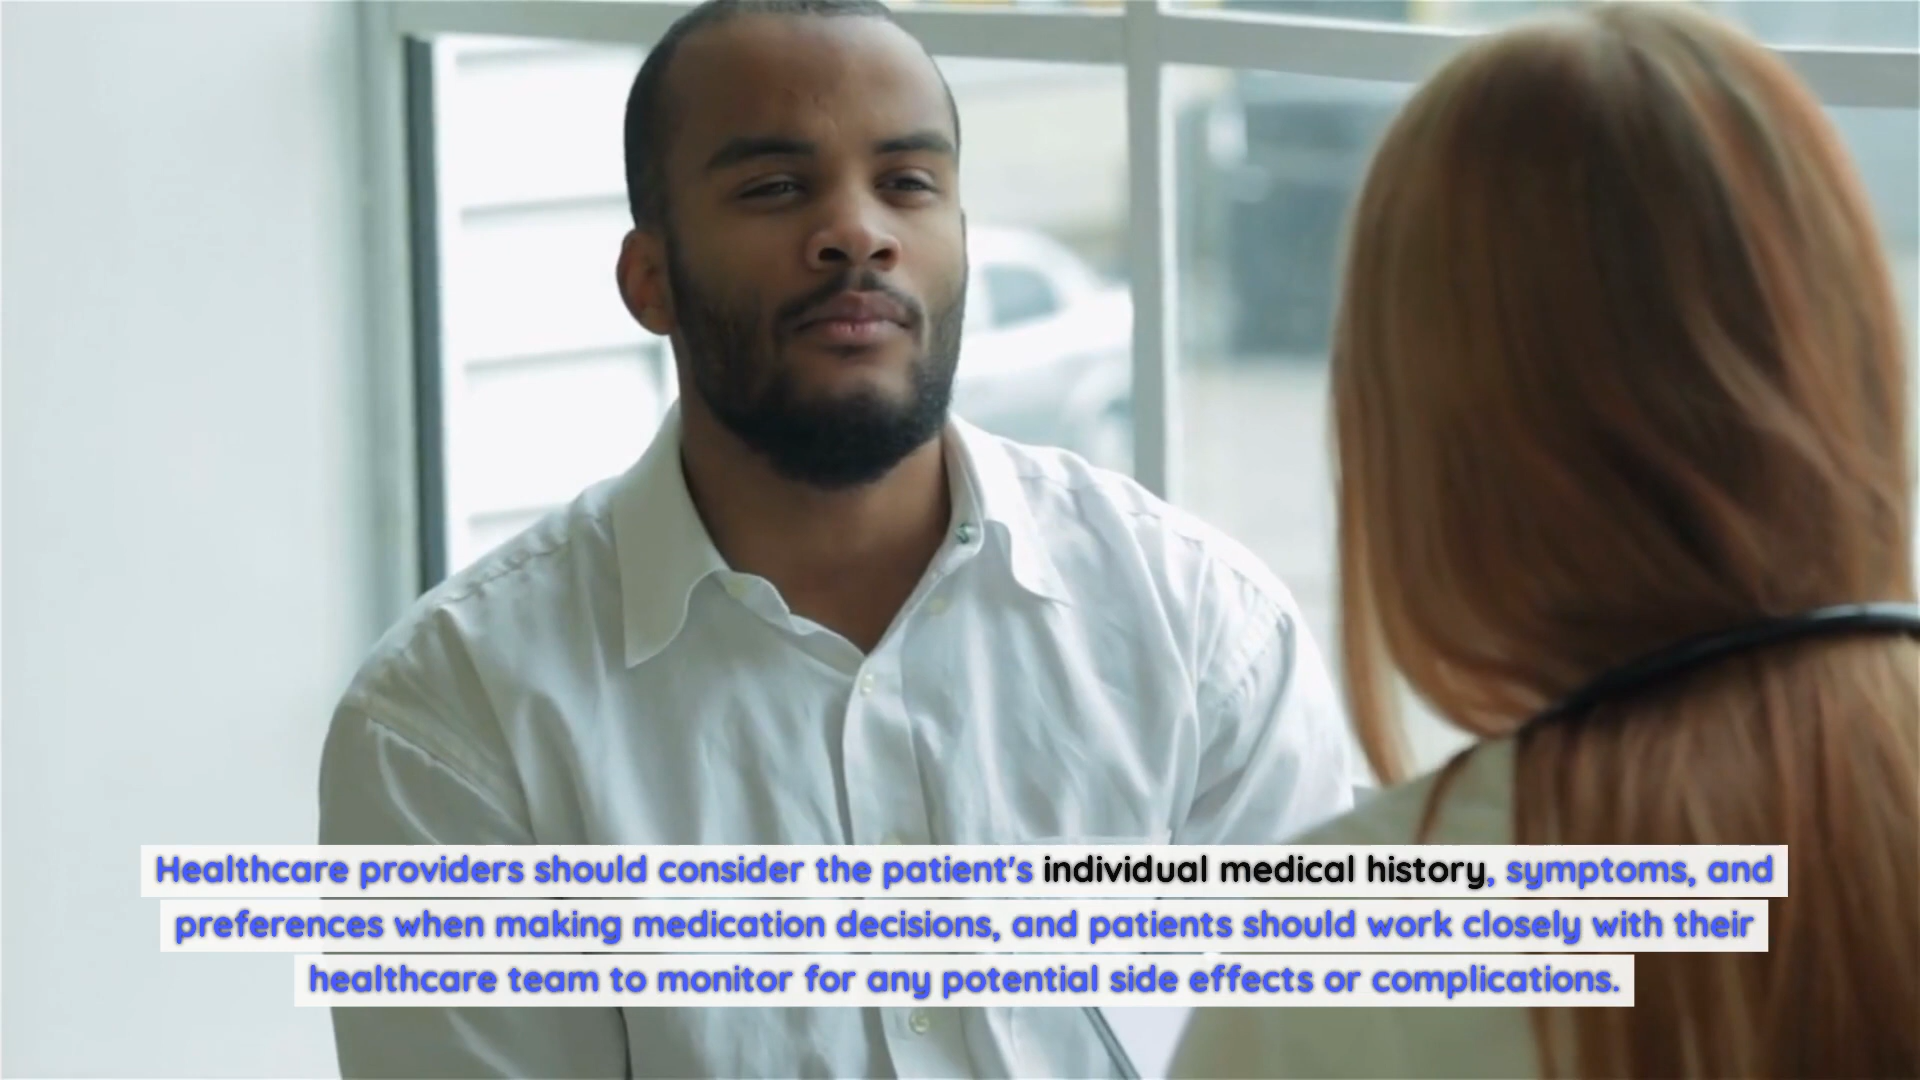 Healthcare providers should consider the patient's individual medical history, symptoms, and
preferences when making medication decisions, and patients should work closely with their
healthcare team to monitor for any potential side effects or complications.